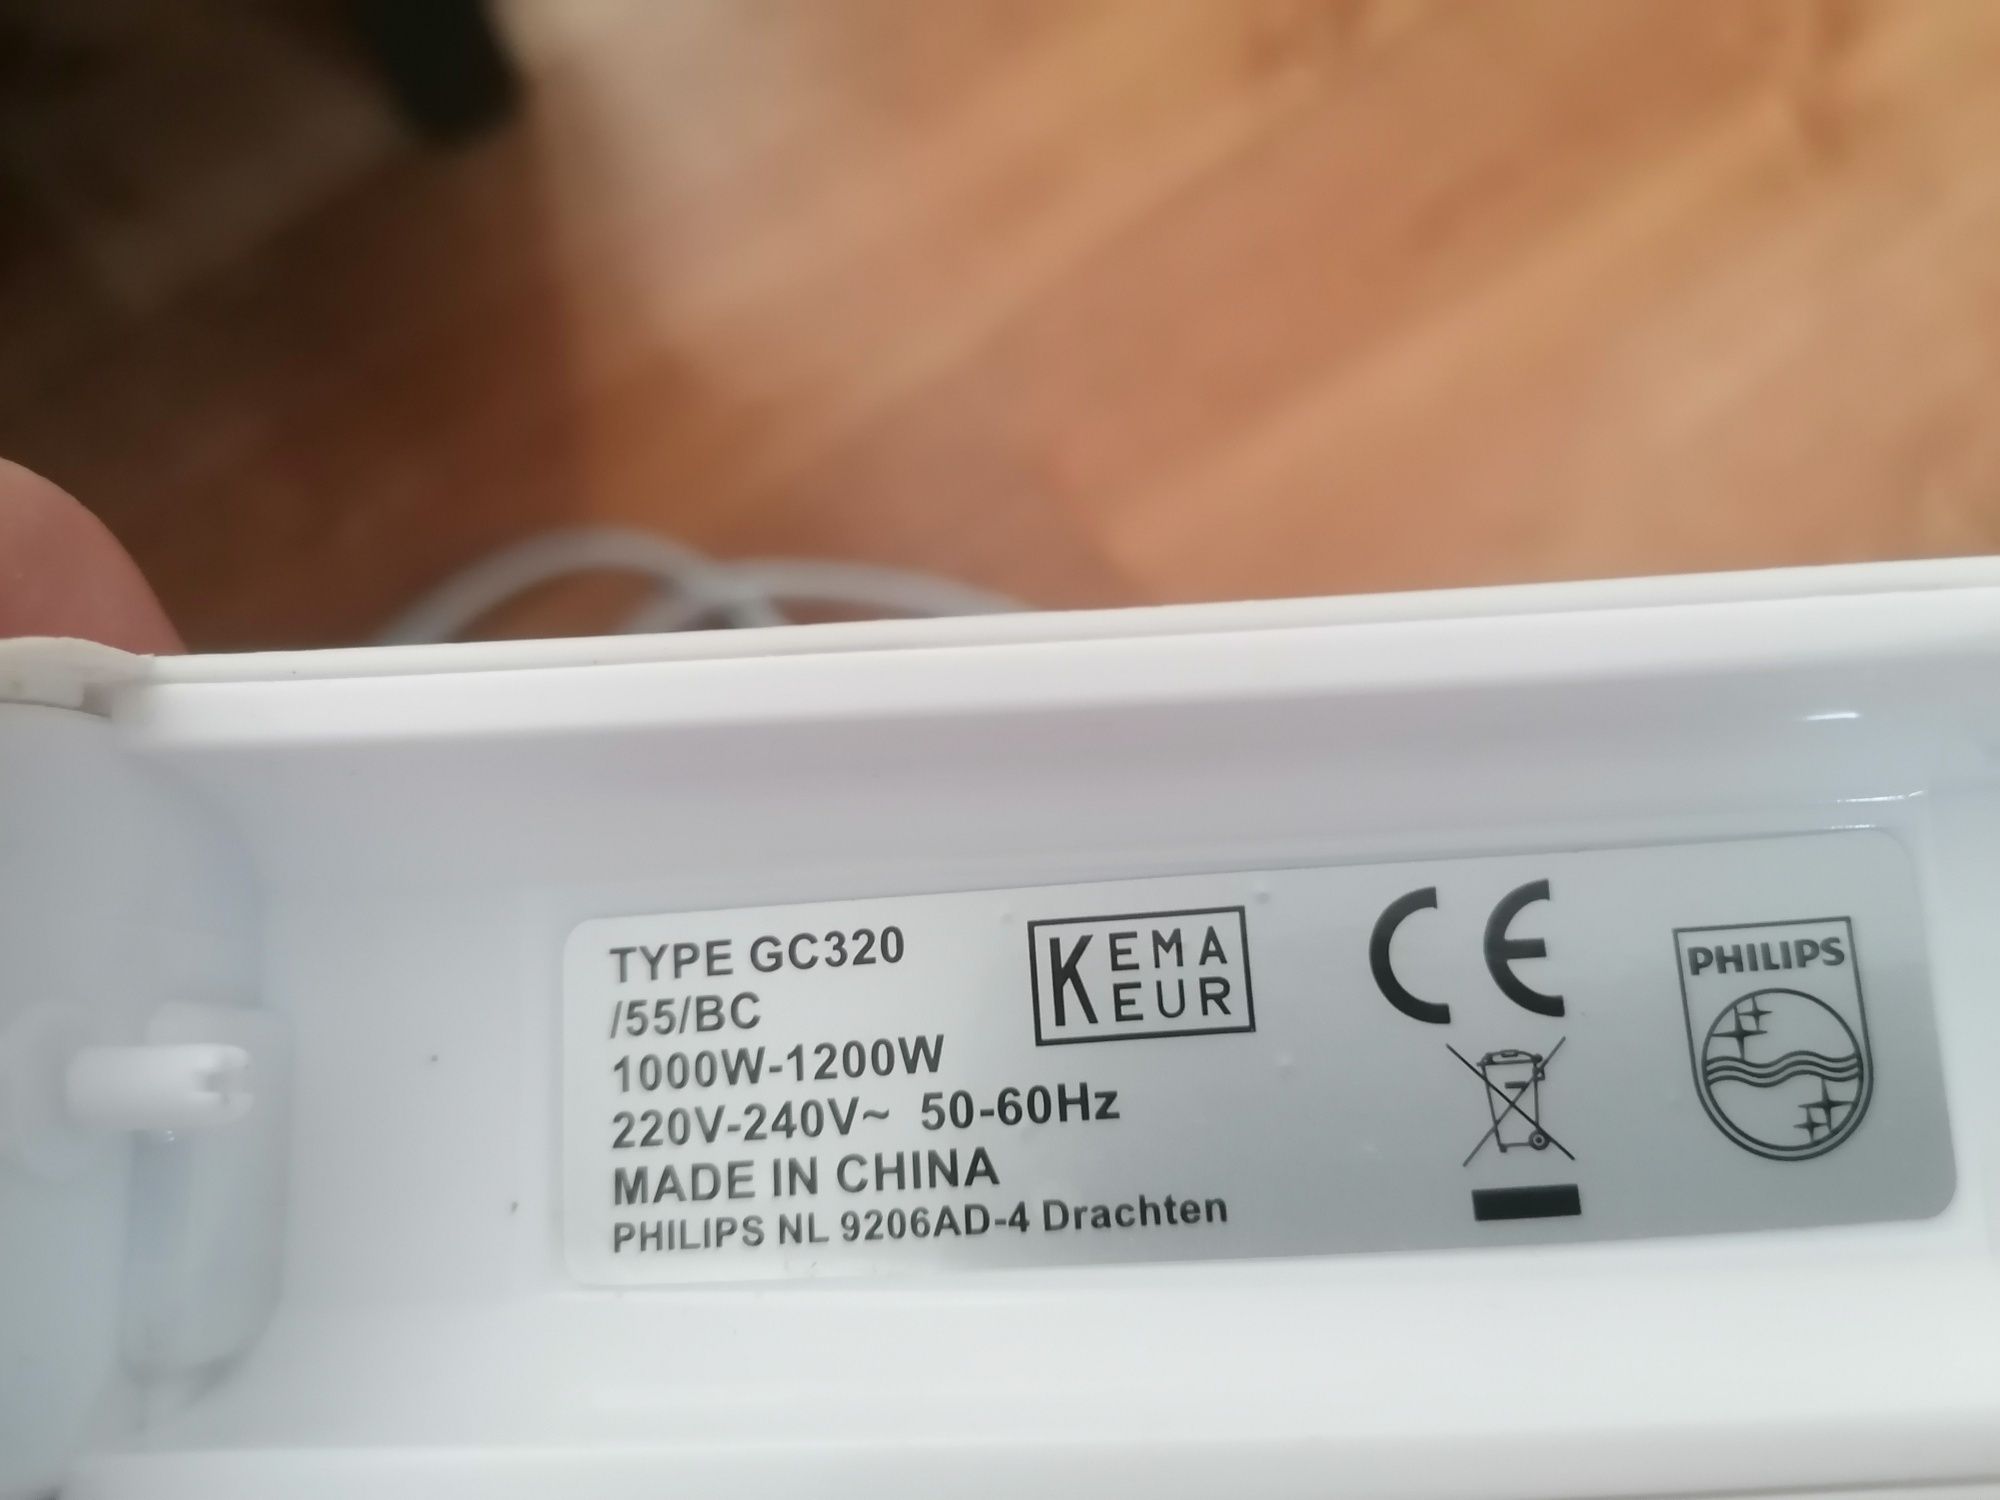 TYPE GC320
/55/BC
1000W-1200W
220V-240V~ 50-60Hz
MADE IN CHINA
PHILIPS NL 9206AD-4 Drachten
KEMA
KEUR
CE
PHILIPS